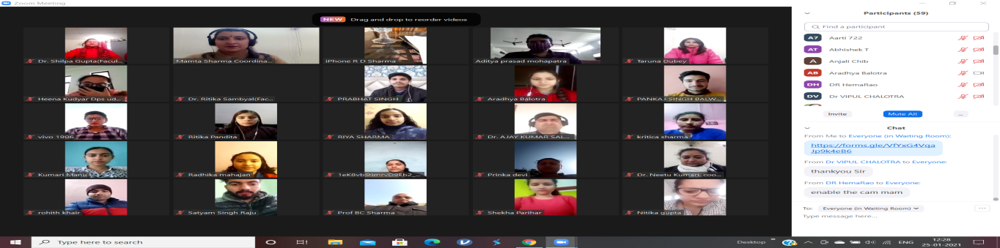 Zoom Meeting
NEW Drag and drop to reorder videos
Dr. Shilpa Gupta(Facul...
Mamta Sharma Coordina...
iPhone R D Sharma
Aditya prasad mohapatra
Taruna Dubey
Heena Kudyar Dps ud...
Dr. Ritika Sambyal(Fac...
PRABHAT SINGH
Aradhya Balotra
PANKAJ SINGH BALW...
vivo 1906
Ritika Pandita
RIYA SHARMA
Dr. AJAY KUMAR SAL...
kritica sharma
Kumari Manu
Radhika mahajan
Prinka devi
Dr. Neetu Kumari, coo...
rohith khair
Satyam Singh Raju
Prof BC Sharma
Shekha Parihar
Nitika gupta
Participants (59)
Find a participant
A7 Aarti 722
AT Abhishek T
A Anjali Chib
AB Aradhya Balotra
DH DR HemaRao
DV Dr VIPUL CHALOTRA
Invite Mute All ...
Chat
From Me to Everyone (in Waiting Room):
https://forms.gle/VfYxG4Vqa
Jp9k4eB6
From Dr VIPUL CHALOTRA to Everyone:
thankyou Sir
From DR HemaRao to Everyone:
enable the cam mam
To: Everyone (in Waiting Room)
Type message here...
Type here to search
Desktop
ENG
12:28
25-01-2021